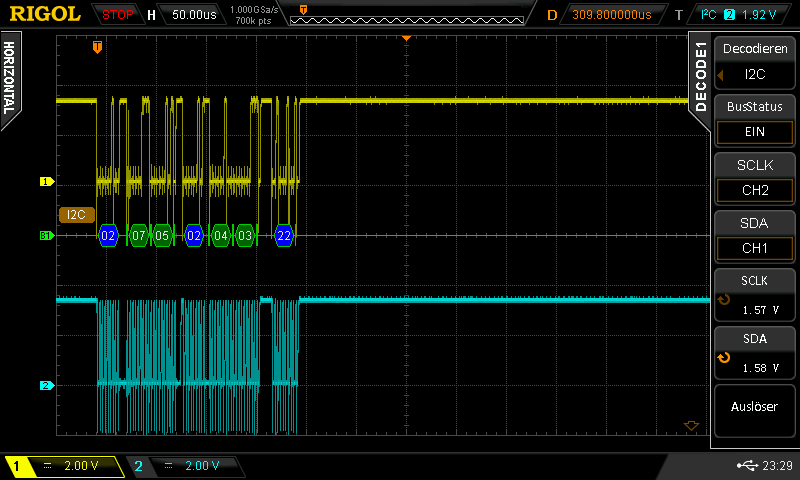 RIGOL STOP H 50.00us 1.000GSa/s 700k pts T D 309.800000us T I²C 2 1.92 V
HORIZONTAL
T
DECODE1
Decodieren
I2C
BusStatus
EIN
SCLK
CH2
SDA
CH1
SCLK
1.57 V
SDA
1.58 V
Auslöser
1
I2C
B1 02 07 05 02 04 03 22
2
1 2.00 V 2 2.00 V 23:29